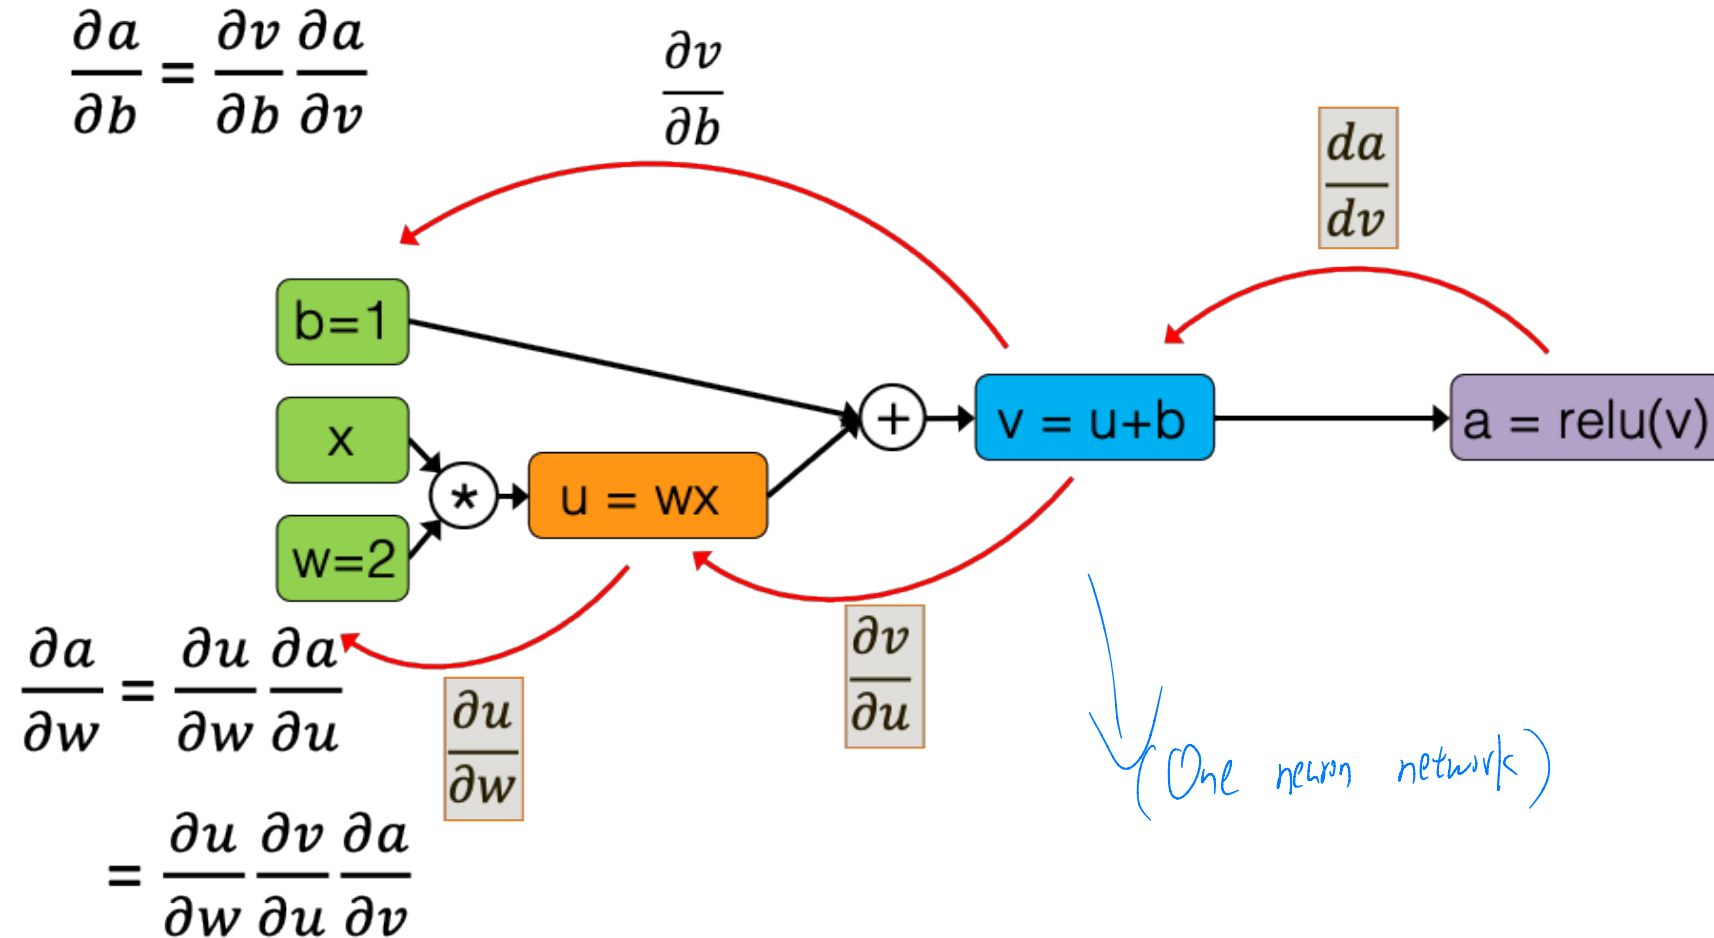 ∂a/∂b = ∂v/∂b ∂a/∂v
∂v/∂b
da/dv
b=1
x
*
w=2
u = wx
+
v = u+b
a = relu(v)
∂a/∂w = ∂u/∂w ∂a/∂u
= ∂u/∂w ∂v/∂u ∂a/∂v
∂u/∂w
∂v/∂u
(One neuron network)